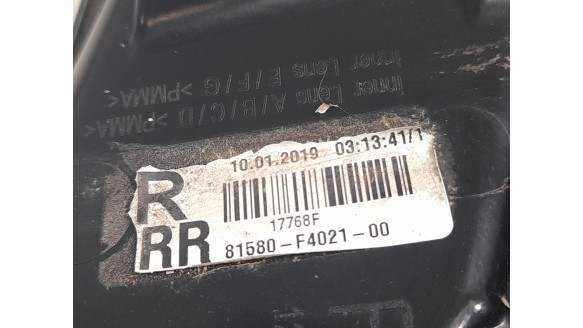 Inner Lens E / F / G >PMMA<
Inner Lens A / B / C / D >PMMA<
10.01.2019 03:13:41/1
R
17768F
RR 81580-F4021-00